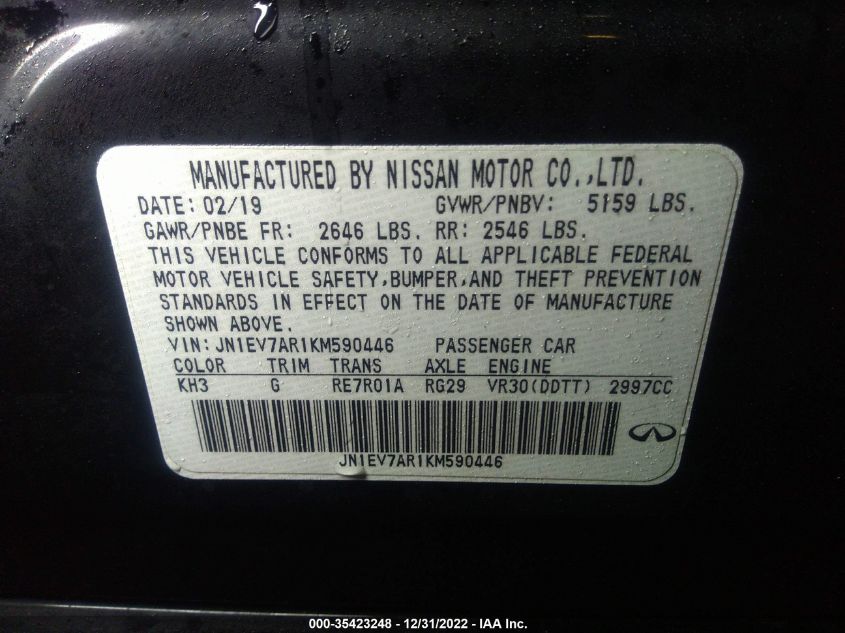 MANUFACTURED BY NISSAN MOTOR CO.,LTD.
DATE: 02/19 GVWR/PNBV: 5159 LBS.
GAWR/PNBE FR: 2646 LBS. RR: 2546 LBS.
THIS VEHICLE CONFORMS TO ALL APPLICABLE FEDERAL
MOTOR VEHICLE SAFETY,BUMPER,AND THEFT PREVENTION
STANDARDS IN EFFECT ON THE DATE OF MANUFACTURE
SHOWN ABOVE.
VIN: JN1EV7AR1KM590446 PASSENGER CAR
COLOR TRIM TRANS AXLE ENGINE
KH3 G RE7R01A RG29 VR30(DDTT) 2997CC
JN1EV7AR1KM590446
000-35423248 - 12/31/2022 - IAA Inc.